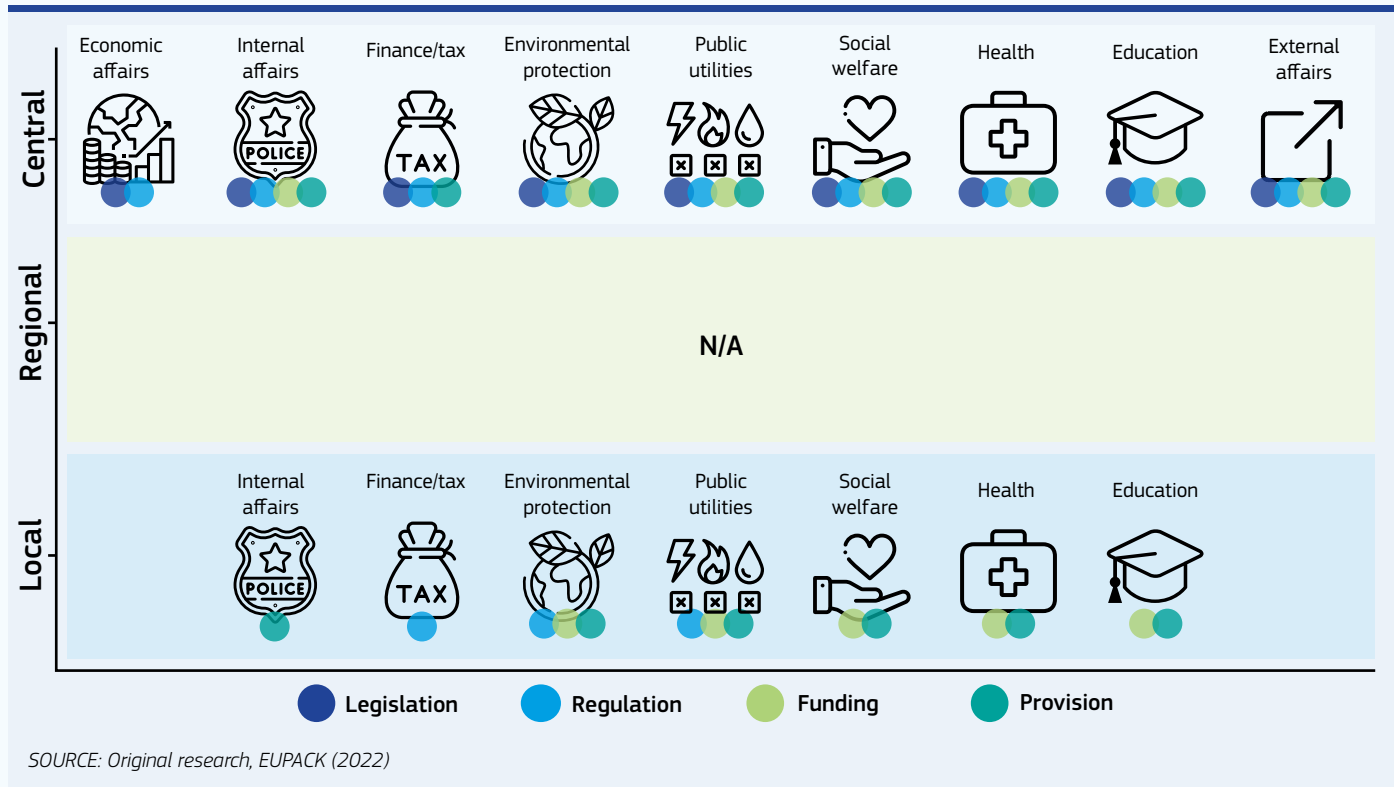 Central
Economic
affairs
Internal
affairs
POLICE
Finance/tax
TAX
Environmental
protection
Public
utilities
Social
welfare
Health
Education
External
affairs
Regional
N/A
Local
Internal
affairs
POLICE
Finance/tax
TAX
Environmental
protection
Public
utilities
Social
welfare
Health
Education
Legislation
Regulation
Funding
Provision
SOURCE: Original research, EUPACK (2022)